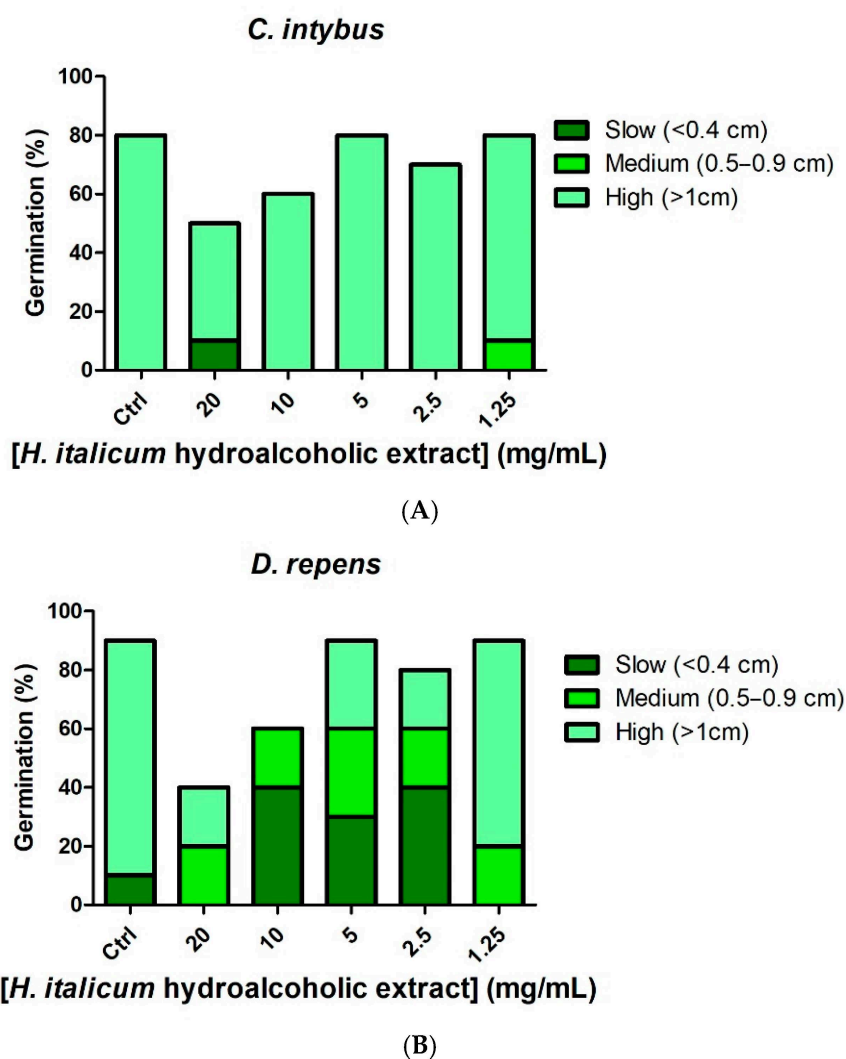 C. intybus
100
80
60
40
20
0
Germination (%)
Slow (<0.4 cm)
Medium (0.5–0.9 cm)
High (>1cm)
Ctrl 20 10 5 2.5 1.25
[H. italicum hydroalcoholic extract] (mg/mL)
(A)
D. repens
100
80
60
40
20
0
Germination (%)
Slow (<0.4 cm)
Medium (0.5–0.9 cm)
High (>1cm)
Ctrl 20 10 5 2.5 1.25
[H. italicum hydroalcoholic extract] (mg/mL)
(B)